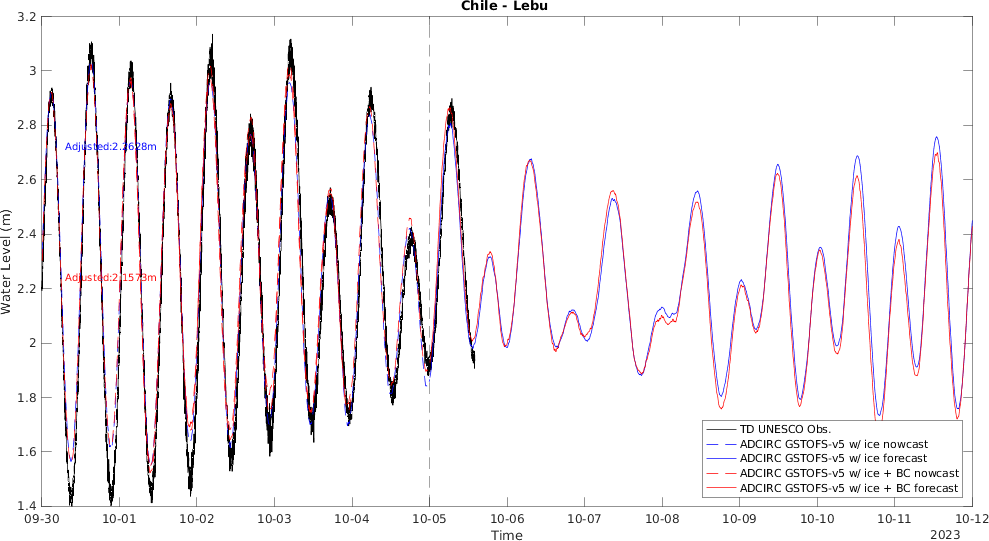 Chile - Lebu
3.2
3
2.8
2.6
2.4
2.2
2
1.8
1.6
1.4
Water Level (m)
Adjusted:2.2628m
Adjusted:2.1573m
TD UNESCO Obs.
ADCIRC GSTOFS-v5 w/ ice nowcast
ADCIRC GSTOFS-v5 w/ ice forecast
ADCIRC GSTOFS-v5 w/ ice + BC nowcast
ADCIRC GSTOFS-v5 w/ ice + BC forecast
09-30 10-01 10-02 10-03 10-04 10-05 10-06 10-07 10-08 10-09 10-10 10-11 10-12
Time
2023